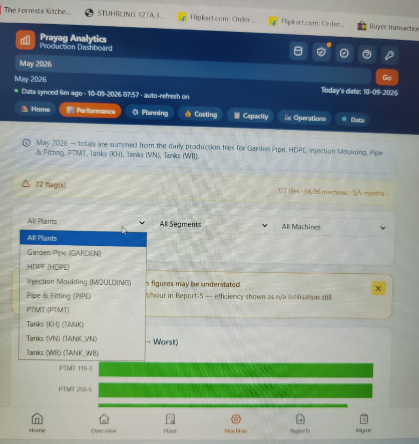 The Forresta Kitche...
STUHRLING 127A.3...
Flipkart.com: Order...
Flipkart.com: Order...
Buyer transaction
Prayag Analytics
Production Dashboard
May 2026
Go
May 2026
Data synced 6m ago · 10-09-2026 07:57 · auto-refresh on
Today's date: 10-09-2026
Home
Performance
Planning
Costing
Capacity
Operations
Data
May 2026 — totals are summed from the daily production files for Garden Pipe, HDPE, Injection Moulding, Pipe
& Fitting, PTMT, Tanks (KH), Tanks (VN), Tanks (WB).
72 flag(s)
7/7 files · 66/96 machines · 5/5 months
All Plants
All Segments
All Machines
All Plants
Garden Pipe (GARDEN)
HDPE (HDPE)
Injection Moulding (MOULDING)
Pipe & Fitting (PIPE)
PTMT (PTMT)
Tanks (KH) (TANK)
Tanks (VN) (TANK_VN)
Tanks (WB) (TANK_WB)
figures may be understated
1/hour in Report-5 — efficiency shown as n/a (utilisation still
Worst)
PTMT 110-3
PTMT 250-5
Home
Overview
Plant
Machine
Reports
Mgmt